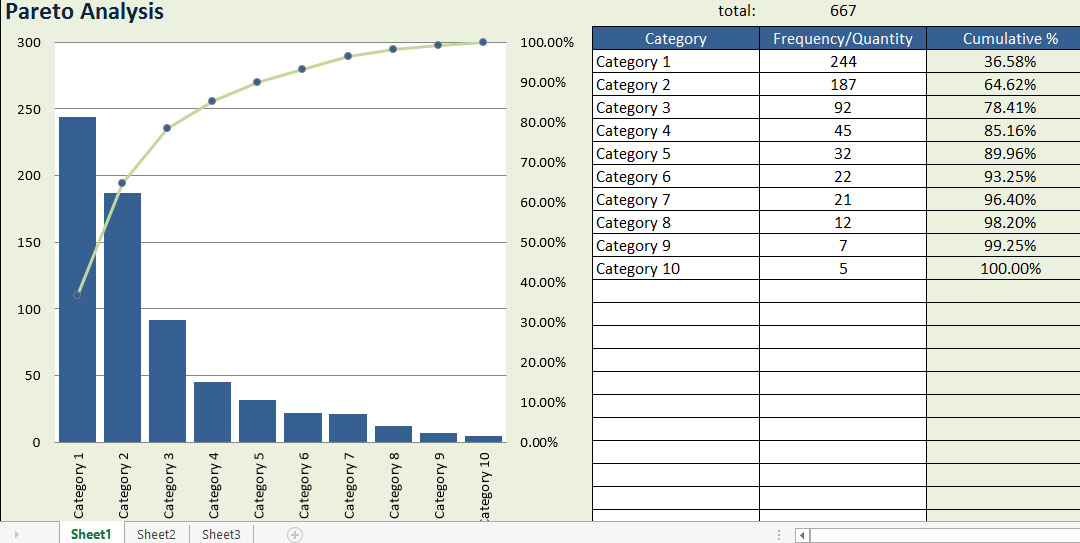 Pareto Analysis
total: 667
300
250
200
150
100
50
0
100.00%
90.00%
80.00%
70.00%
60.00%
50.00%
40.00%
30.00%
20.00%
10.00%
0.00%
Category 1
Category 2
Category 3
Category 4
Category 5
Category 6
Category 7
Category 8
Category 9
Category 10
Category Frequency/Quantity Cumulative %
Category 1 244 36.58%
Category 2 187 64.62%
Category 3 92 78.41%
Category 4 45 85.16%
Category 5 32 89.96%
Category 6 22 93.25%
Category 7 21 96.40%
Category 8 12 98.20%
Category 9 7 99.25%
Category 10 5 100.00%
Sheet1 Sheet2 Sheet3